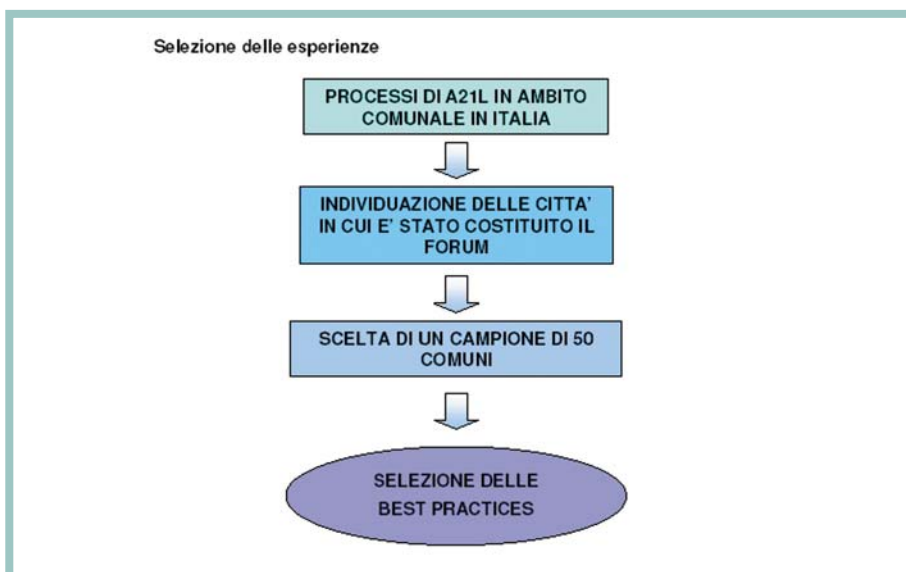 Selezione delle esperienze
PROCESSI DI A21L IN AMBITO
COMUNALE IN ITALIA
INDIVIDUAZIONE DELLE CITTA'
IN CUI E' STATO COSTITUITO IL
FORUM
SCELTA DI UN CAMPIONE DI 50
COMUNI
SELEZIONE DELLE
BEST PRACTICES